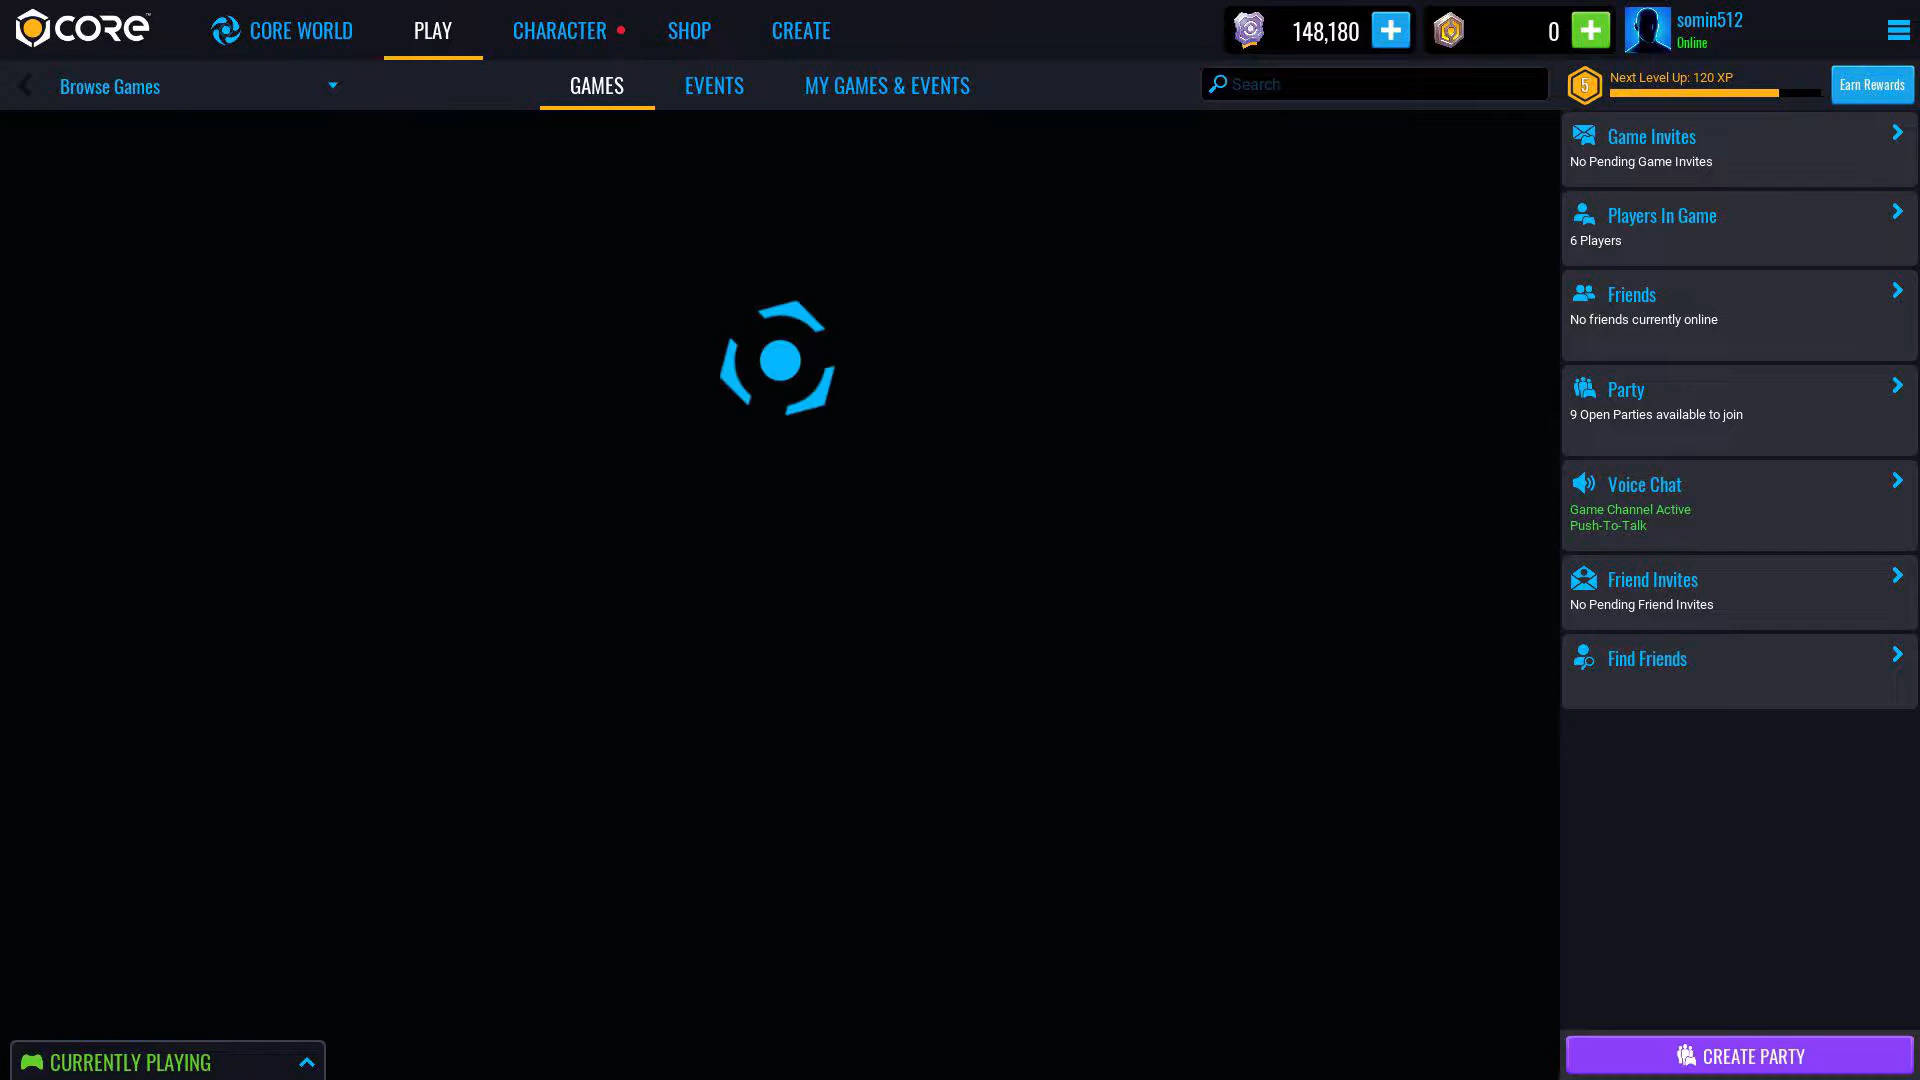 CORE™
CORE WORLD
PLAY
CHARACTER
SHOP
CREATE
148,180
0
somin512
Online
Browse Games
GAMES
EVENTS
MY GAMES & EVENTS
Search
5
Next Level Up: 120 XP
Earn Rewards
Game Invites
No Pending Game Invites
Players In Game
6 Players
Friends
No friends currently online
Party
9 Open Parties available to join
Voice Chat
Game Channel Active
Push-To-Talk
Friend Invites
No Pending Friend Invites
Find Friends
CURRENTLY PLAYING
CREATE PARTY